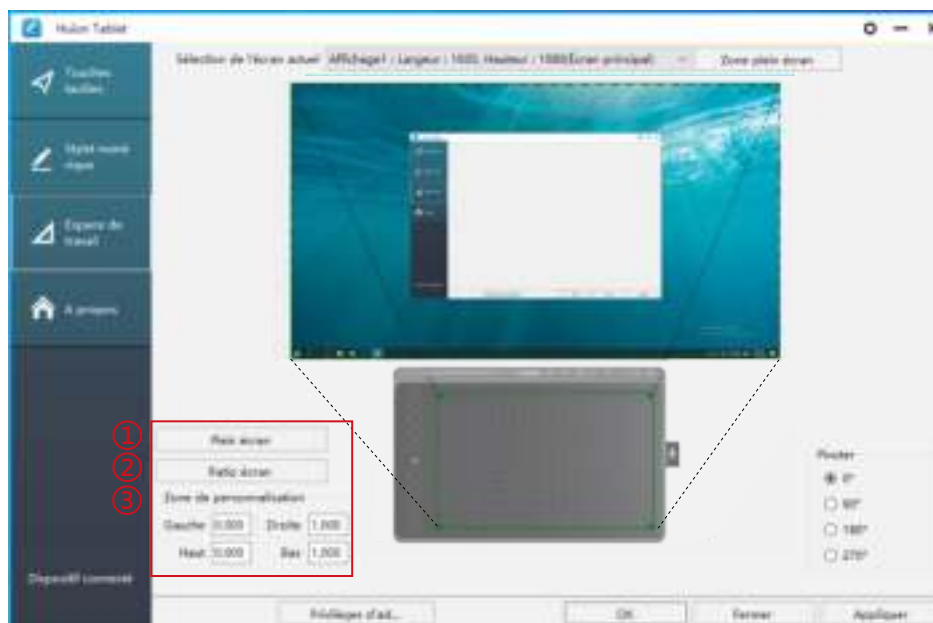 Huion Tablet
Sélection de l'écran actuel Affichage1 : Largeur : 1920, Hauteur : 1080(Écran principal) Zone plein écran
Touches
tactiles
Stylet numé
rique
Espace de
travail
A propos
①
Plein écran
②
Ratio écran
③
Zone de personnalisation
Gauche 0.000 Droite 1.000
Haut 0.000 Bas 1.000
Pivoter
0°
90°
180°
270°
Dispositif connecté
Privilèges d'ad... OK Fermer Appliquer